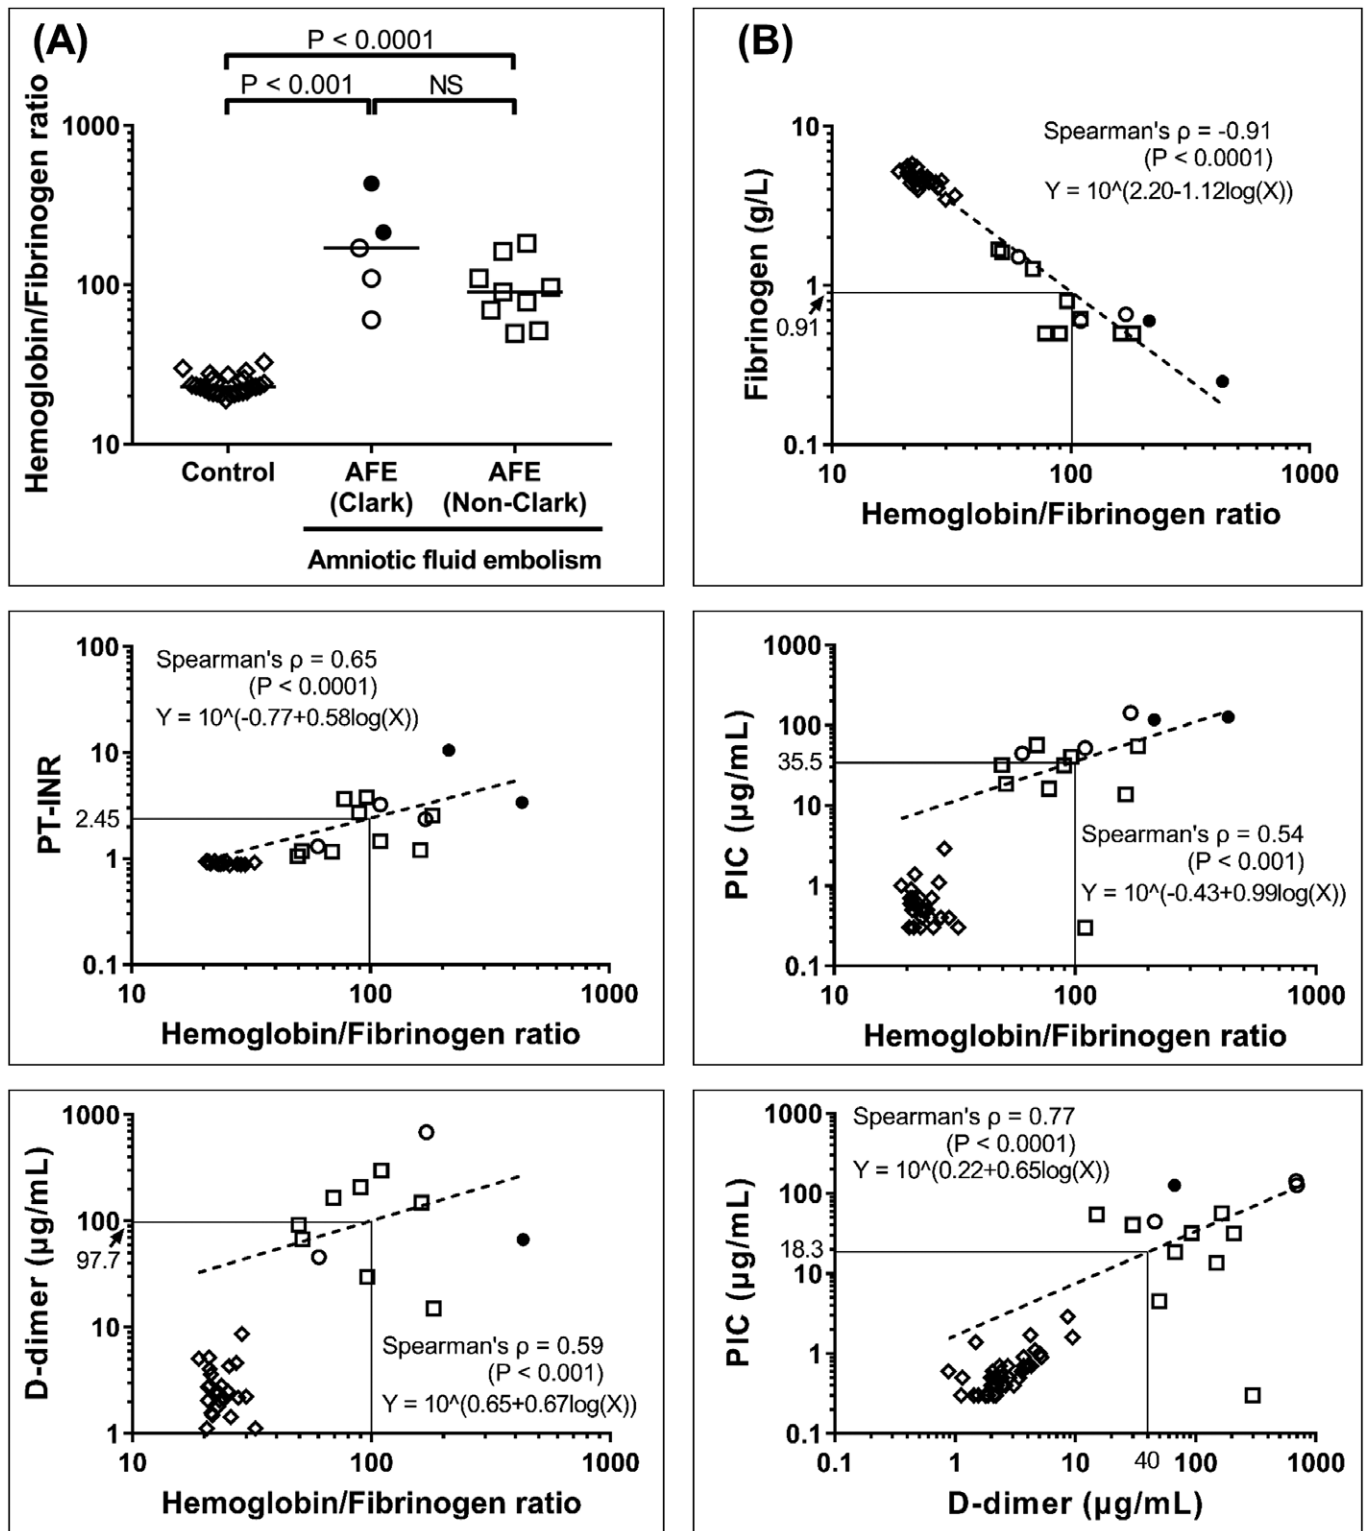 (A)
P < 0.0001
P < 0.001
NS
Hemoglobin/Fibrinogen ratio
1000
100
10
Control
AFE
(Clark)
AFE
(Non-Clark)
Amniotic fluid embolism
(B)
Spearman's ρ = -0.91
(P < 0.0001)
Y = 10^(2.20-1.12log(X))
Fibrinogen (g/L)
10
1
0.91
0.1
10
100
1000
Hemoglobin/Fibrinogen ratio
Spearman's ρ = 0.65
(P < 0.0001)
Y = 10^(-0.77+0.58log(X))
PT-INR
100
10
2.45
1
0.1
10
100
1000
Hemoglobin/Fibrinogen ratio
PIC (μg/mL)
1000
100
35.5
10
1
0.1
Spearman's ρ = 0.54
(P < 0.001)
Y = 10^(-0.43+0.99log(X))
10
100
1000
Hemoglobin/Fibrinogen ratio
D-dimer (μg/mL)
1000
100
97.7
10
1
Spearman's ρ = 0.59
(P < 0.001)
Y = 10^(0.65+0.67log(X))
10
100
1000
Hemoglobin/Fibrinogen ratio
Spearman's ρ = 0.77
(P < 0.0001)
Y = 10^(0.22+0.65log(X))
PIC (μg/mL)
1000
100
18.3
10
1
0.1
0.1
1
10
40
100
1000
D-dimer (μg/mL)